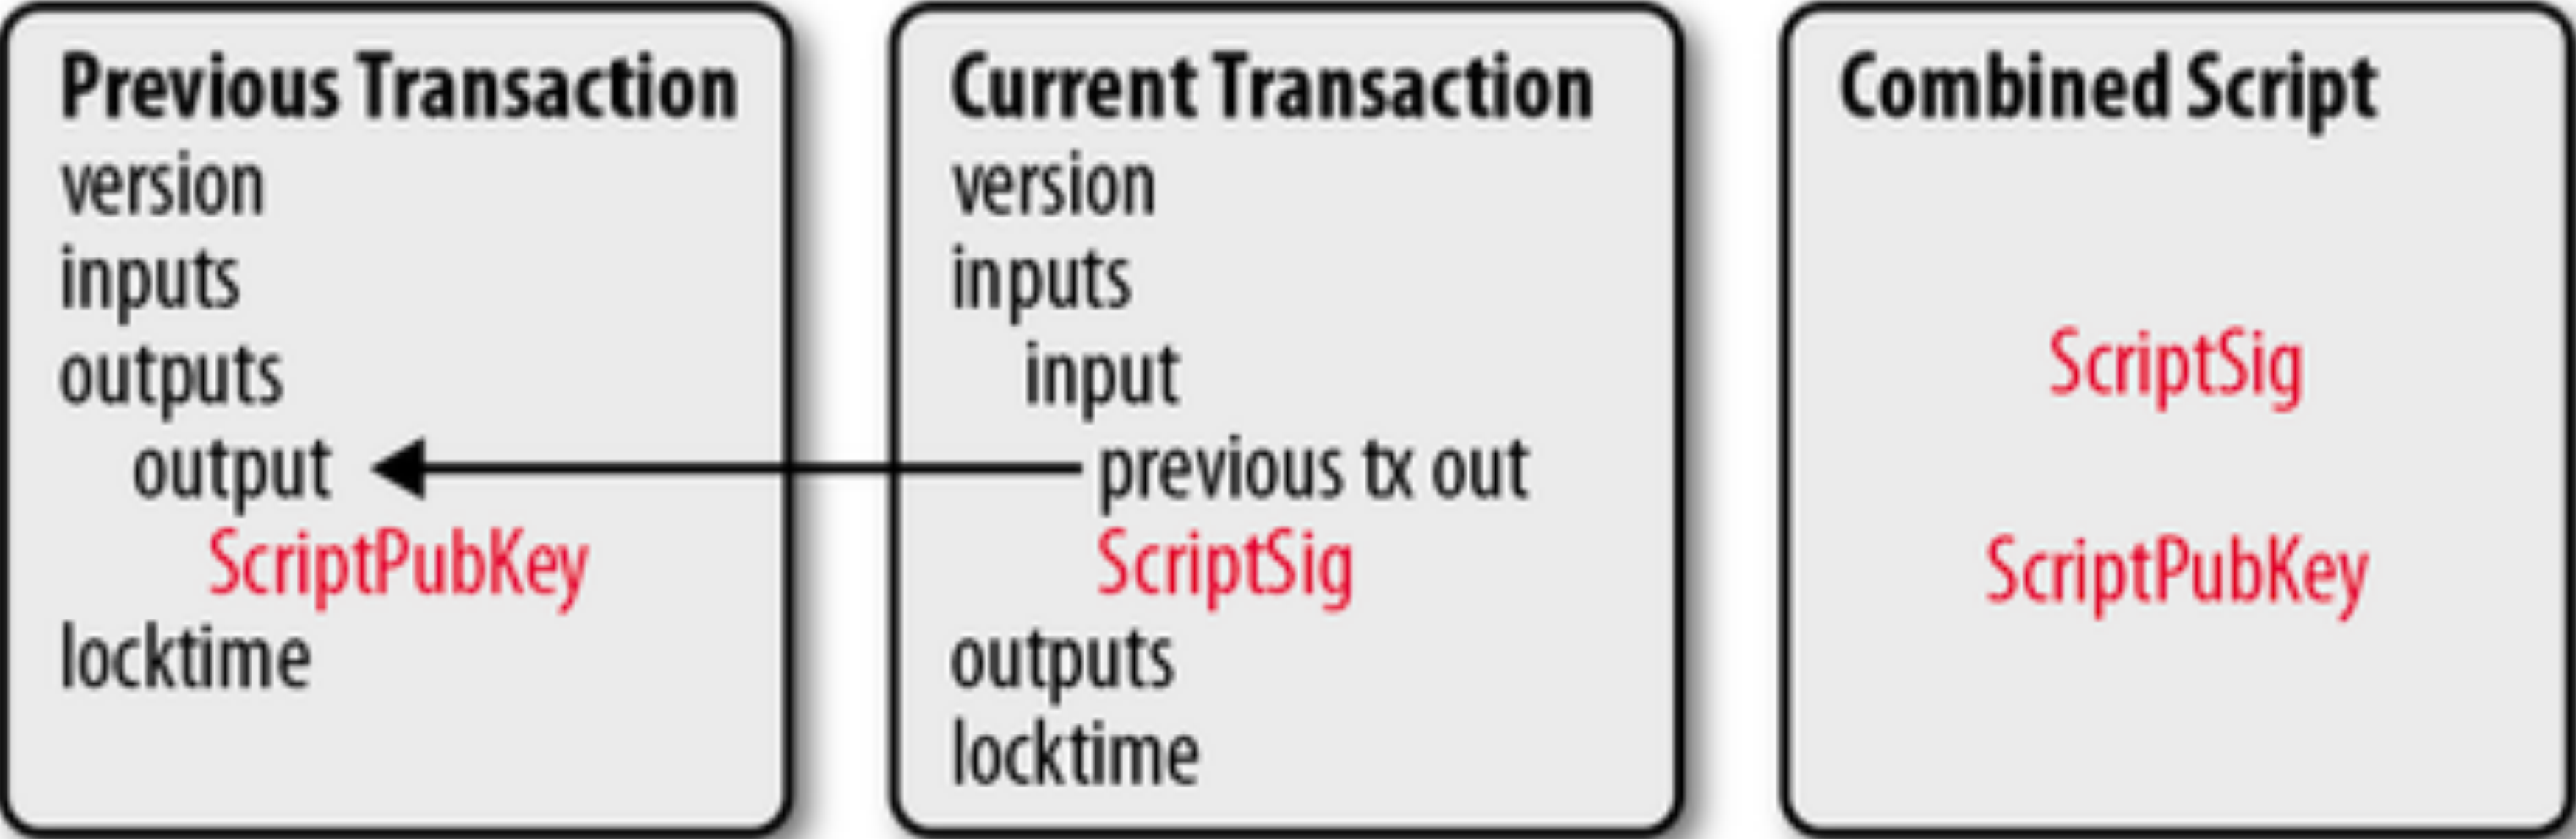 Previous Transaction
version
inputs
outputs
output
ScriptPubKey
locktime
Current Transaction
version
inputs
input
previous tx out
ScriptSig
outputs
locktime
Combined Script
ScriptSig
ScriptPubKey